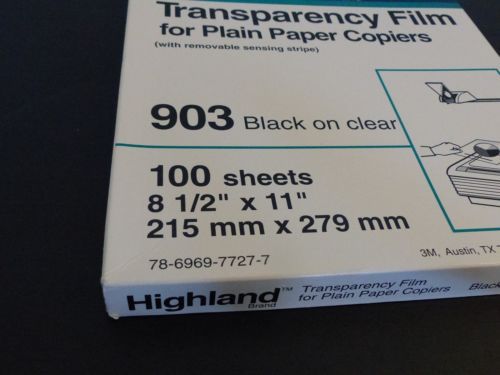 Transparency Film
for Plain Paper Copiers
(with removable sensing stripe)
903 Black on clear
100 sheets
8 1/2" x 11"
215 mm x 279 mm
78-6969-7727-7
3M, Austin, TX
Highland™
Brand
Transparency Film
for Plain Paper Copiers
Black